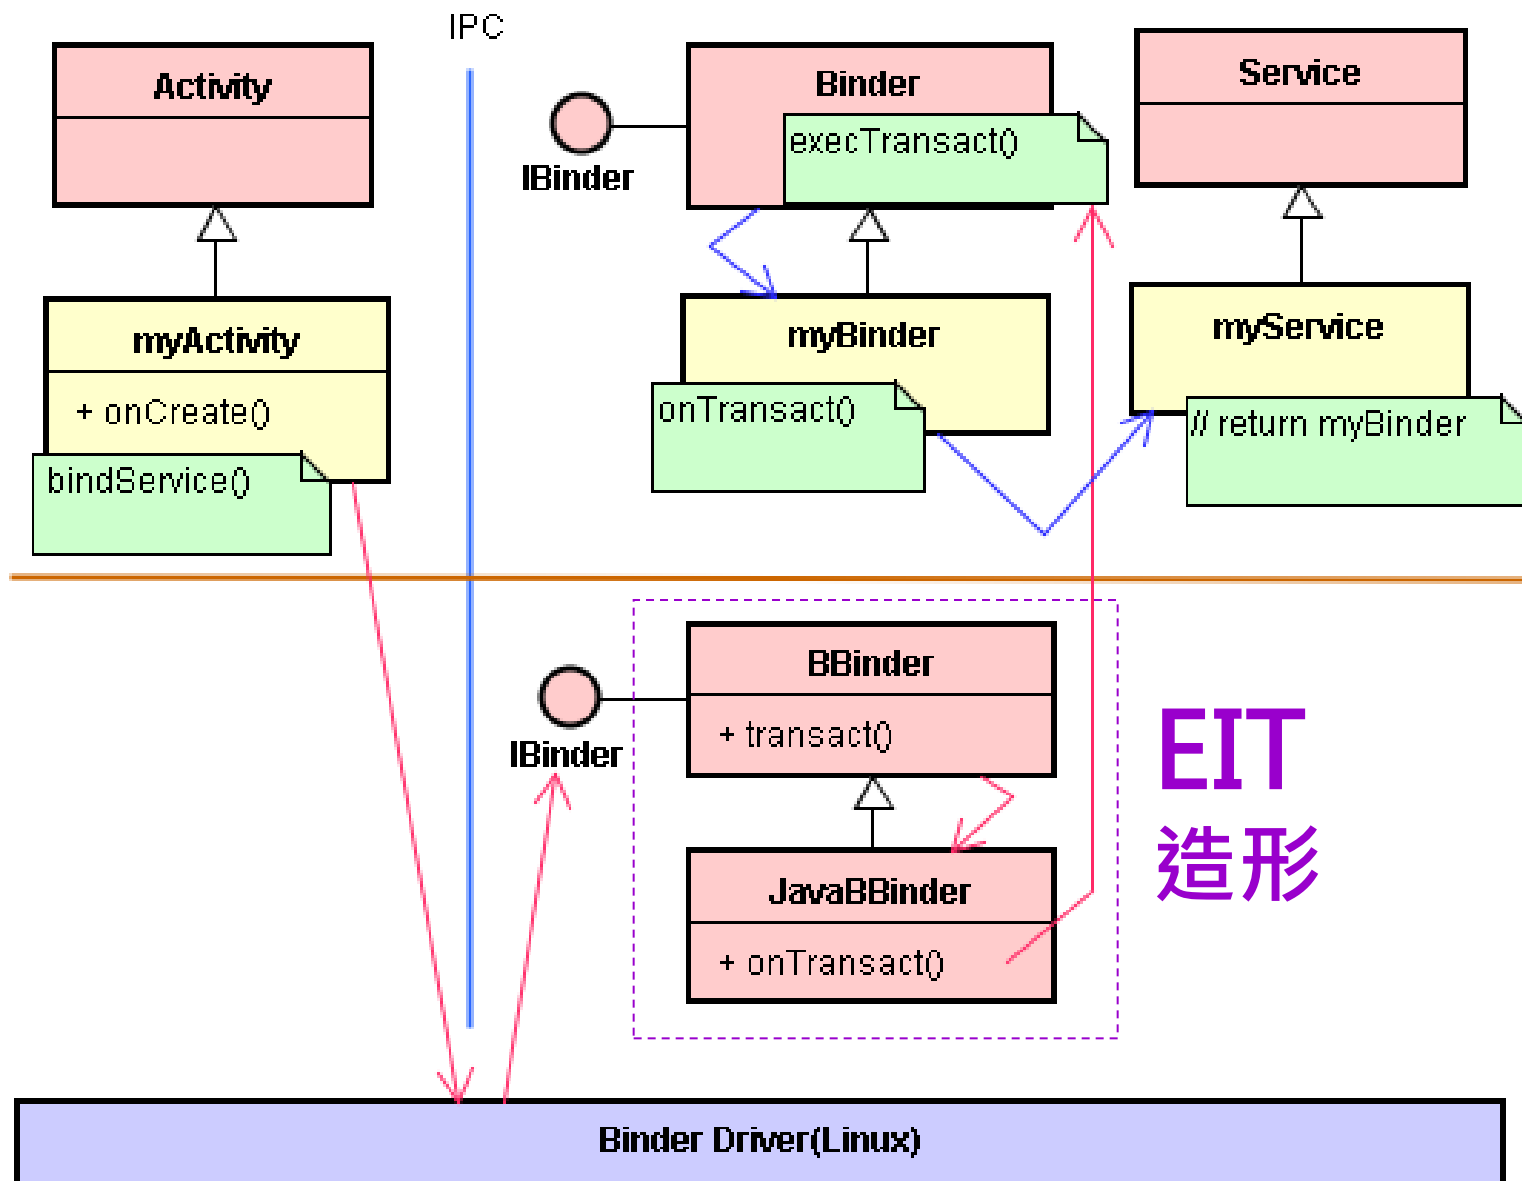 IPC
Activity
Binder
Service
execTransact()
IBinder
myActivity
+ onCreate()
bindService()
myBinder
onTransact()
myService
// return myBinder
BBinder
+ transact()
IBinder
EIT
造形
JavaBBinder
+ onTransact()
Binder Driver(Linux)